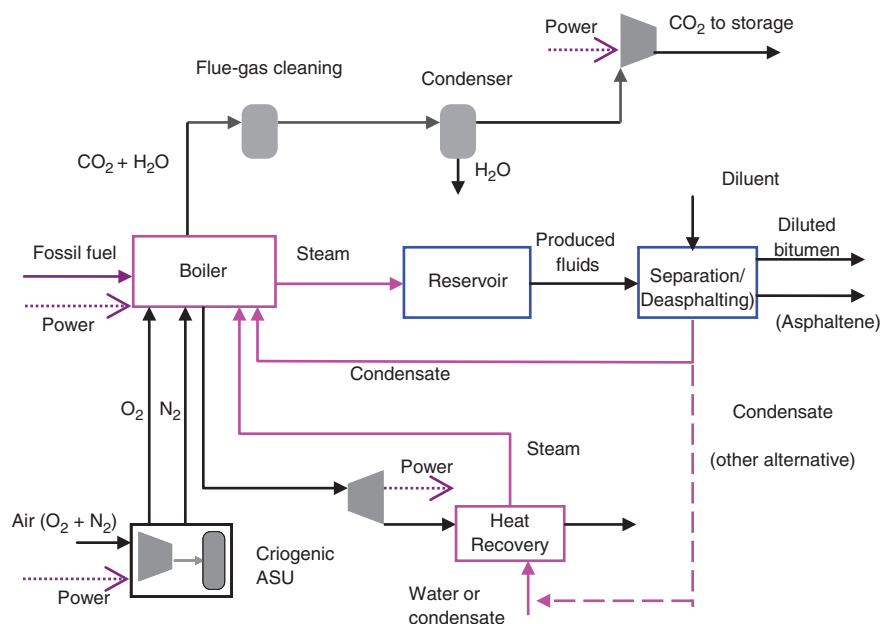 Power
CO₂ to storage
Flue-gas cleaning
Condenser
CO₂ + H₂O
H₂O
Diluent
Fossil fuel
Boiler
Steam
Reservoir
Produced
fluids
Separation/
Deasphalting)
Diluted
bitumen
Power
(Asphaltene)
Condensate
O₂
N₂
Condensate
(other alternative)
Steam
Power
Air (O₂ + N₂)
Heat
Recovery
Criogenic
ASU
Power
Water or
condensate